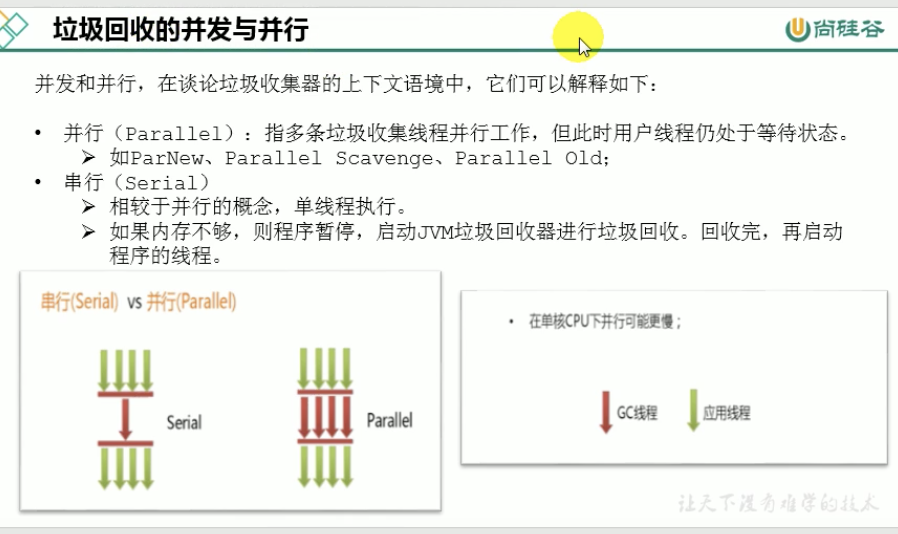 垃圾回收的并发与并行
尚硅谷
并发和并行，在谈论垃圾收集器的上下文语境中，它们可以解释如下：
• 并行（Parallel）：指多条垃圾收集线程并行工作，但此时用户线程仍处于等待状态。
➢ 如ParNew、Parallel Scavenge、Parallel Old；
• 串行（Serial）
➢ 相较于并行的概念，单线程执行。
➢ 如果内存不够，则程序暂停，启动JVM垃圾回收器进行垃圾回收。回收完，再启动
程序的线程。
串行(Serial) vs 并行(Parallel)
Serial
Parallel
• 在单核CPU下并行可能更慢；
GC线程
应用线程
让天下没有难学的技术